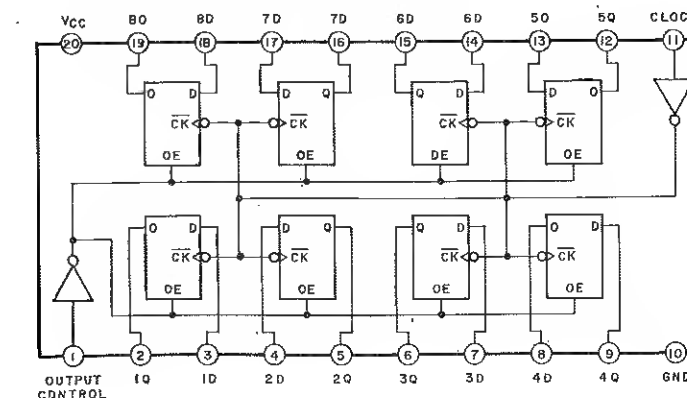 VCC 8O 8D 7D 7D 6D 6D 5O 5Q CLOC
20 19 18 17 16 15 14 13 12 11
O D D Q Q D D O
CK CK CK CK
OE OE DE OE
O D D Q Q D O D
CK CK CK CK
OE OE OE OE
1 2 3 4 5 6 7 8 9 10
OUTPUT CONTROL 1Q 1D 2D 2Q 3Q 3D 4D 4Q GND